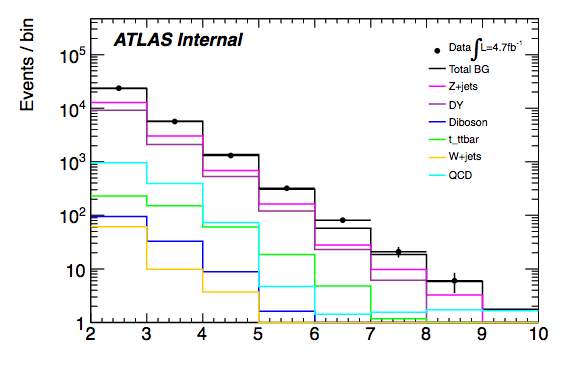 ATLAS Internal
Events / bin
10⁵
10⁴
10³
10²
10
1
2 3 4 5 6 7 8 9 10
Data ∫L=4.7fb⁻¹
Total BG
Z+jets
DY
Diboson
t_ttbar
W+jets
QCD